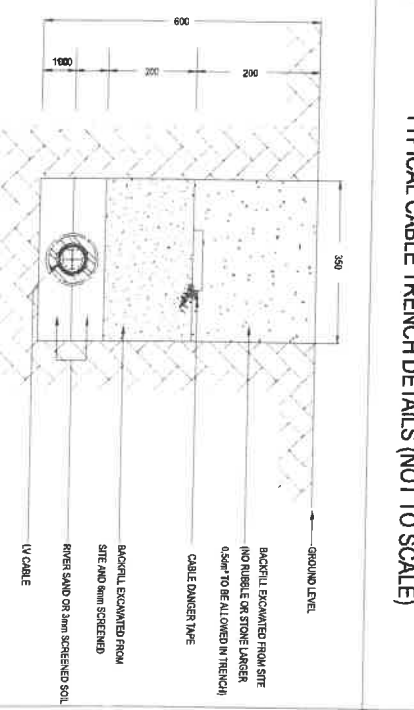 TYPICAL CABLE TRENCH DETAILS (NOT TO SCALE)
600
200
200
350
GROUND LEVEL
BACKFILL EXCAVATED FROM SITE
(NO RUBBLE OR STONE LARGER
0,50m³ TO BE ALLOWED IN TRENCH)
CABLE DANGER TAPE
BACKFILL EXCAVATED FROM
SITE AND 6mm SCREENED
RIVER SAND OR 3mm SCREENED SOIL
LV CABLE